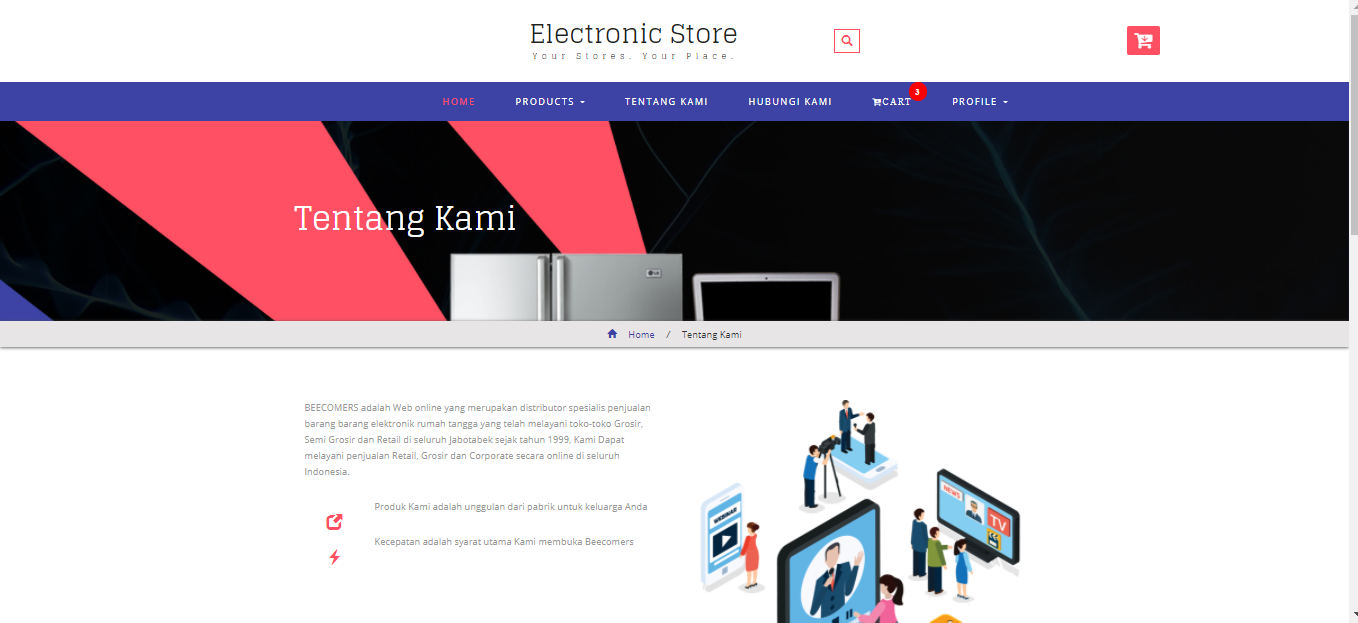 Electronic Store
Your Stores. Your Place.
HOME PRODUCTS TENTANG KAMI HUBUNGI KAMI CART 3 PROFILE
Tentang Kami
LG
Home / Tentang Kami
BEECOMERS adalah Web online yang merupakan distributor spesialis penjualan
barang barang elektronik rumah tangga yang telah melayani toko-toko Grosir,
Semi Grosir dan Retail di seluruh Jabotabek sejak tahun 1999, Kami Dapat
melayani penjualan Retail, Grosir dan Corporate secara online di seluruh
Indonesia.
Produk Kami adalah unggulan dari pabrik untuk keluarga Anda
Kecepatan adalah syarat utama Kami membuka Beecomers
WEBINAR
NEWS
TV